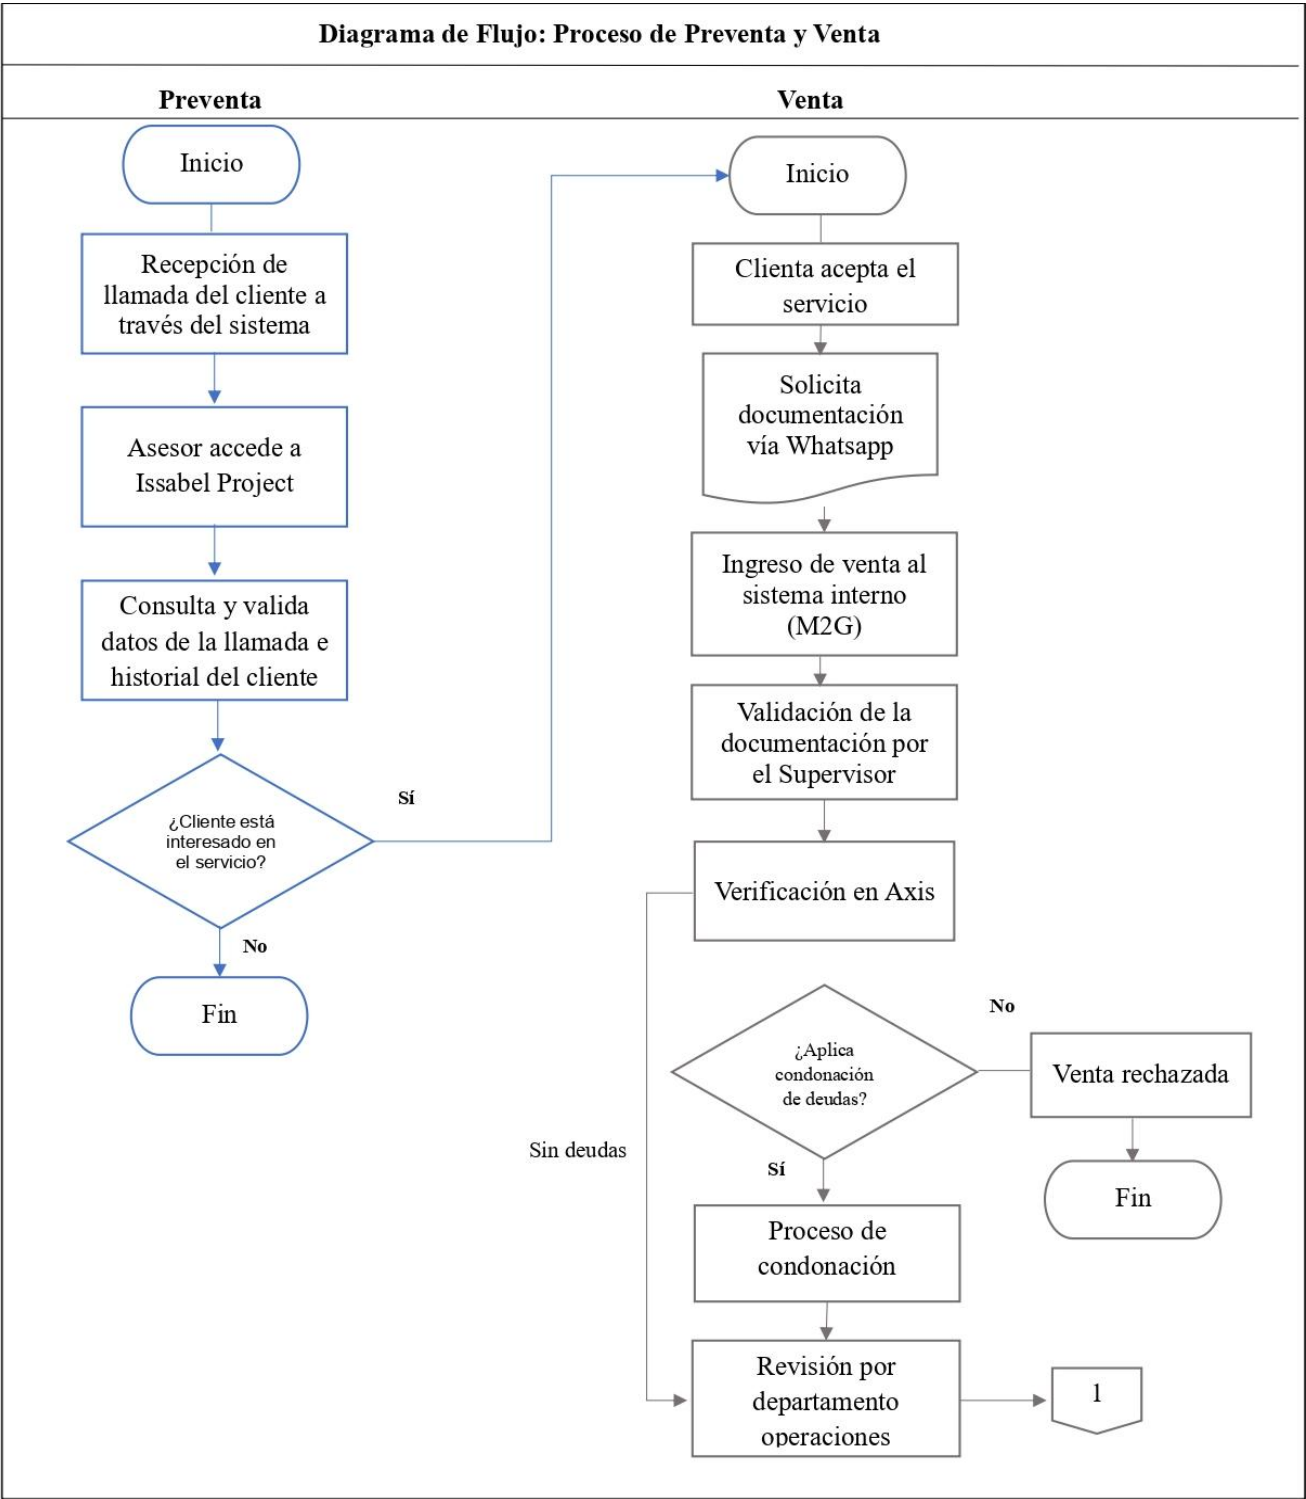 Diagrama de Flujo: Proceso de Preventa y Venta
Preventa
Inicio
Recepción de
llamada del cliente a
través del sistema
Asesor accede a
Issabel Project
Consulta y valida
datos de la llamada e
historial del cliente
¿Cliente está
interesado en
el servicio?
Sí
No
Fin
Venta
Inicio
Clienta acepta el
servicio
Solicita
documentación
vía Whatsapp
Ingreso de venta al
sistema interno
(M2G)
Validación de la
documentación por
el Supervisor
Verificación en Axis
Sin deudas
¿Aplica
condonación
de deudas?
No
Venta rechazada
Fin
Sí
Proceso de
condonación
Revisión por
departamento
operaciones
1